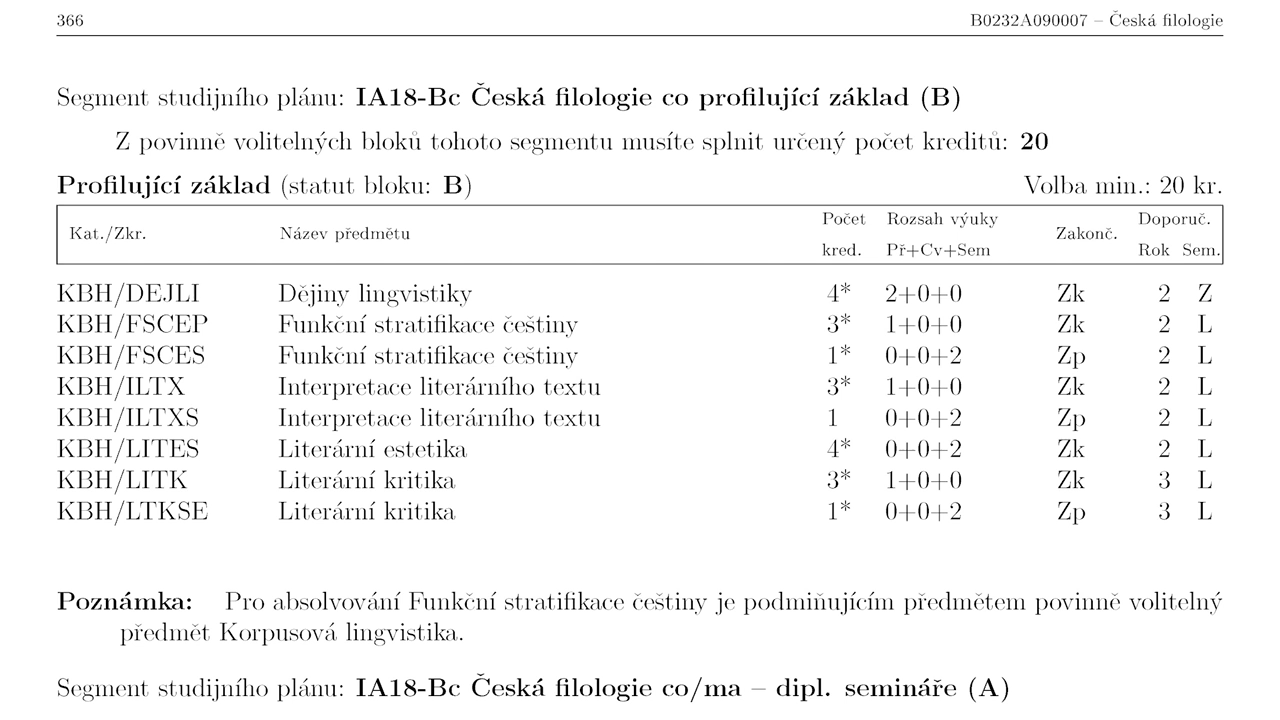 366 B0232A090007 – Česká filologie
Segment studijního plánu: IA18-Bc Česká filologie co profilující základ (B)
Z povinně volitelných bloků tohoto segmentu musíte splnit určený počet kreditů: 20
Profilující základ (statut bloku: B) Volba min.: 20 kr.
Kat./Zkr. Název předmětu Počet kred. Rozsah výuky Př+Cv+Sem Zakonč. Doporuč. Rok Sem.
KBH/DEJLI Dějiny lingvistiky 4* 2+0+0 Zk 2 Z
KBH/FSCEP Funkční stratifikace češtiny 3* 1+0+0 Zk 2 L
KBH/FSCES Funkční stratifikace češtiny 1* 0+0+2 Zp 2 L
KBH/ILTX Interpretace literárního textu 3* 1+0+0 Zk 2 L
KBH/ILTXS Interpretace literárního textu 1 0+0+2 Zp 2 L
KBH/LITES Literární estetika 4* 0+0+2 Zk 2 L
KBH/LITK Literární kritika 3* 1+0+0 Zk 3 L
KBH/LTKSE Literární kritika 1* 0+0+2 Zp 3 L
Poznámka: Pro absolvování Funkční stratifikace češtiny je podmiňujícím předmětem povinně volitelný
předmět Korpusová lingvistika.
Segment studijního plánu: IA18-Bc Česká filologie co/ma – dipl. semináře (A)